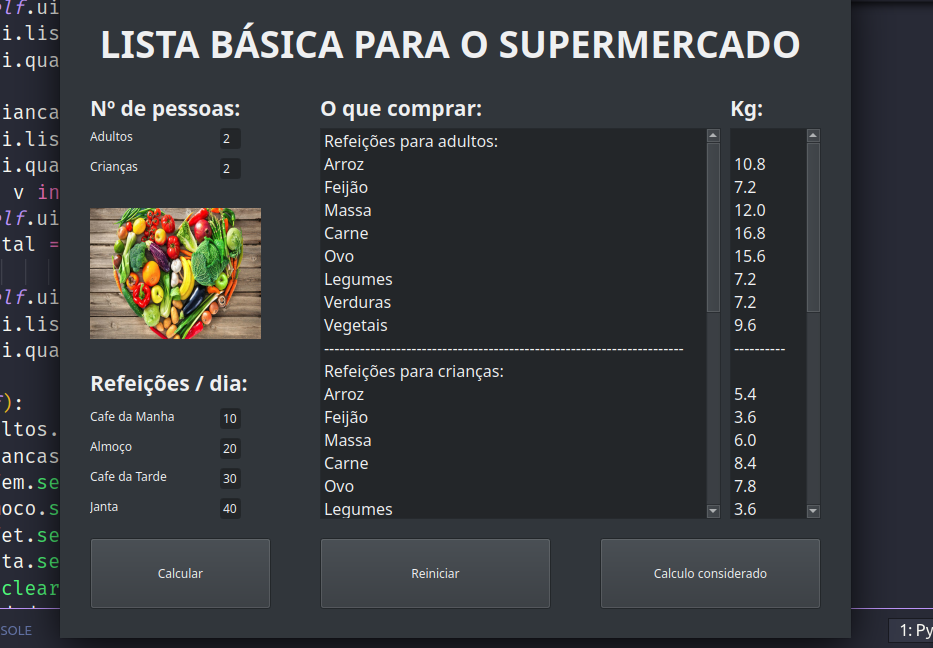 LISTA BÁSICA PARA O SUPERMERCADO
Nº de pessoas:
Adultos 2
Crianças 2
Refeições / dia:
Cafe da Manha 10
Almoço 20
Cafe da Tarde 30
Janta 40
O que comprar: Kg:
Refeições para adultos:
Arroz 10.8
Feijão 7.2
Massa 12.0
Carne 16.8
Ovo 15.6
Legumes 7.2
Verduras 7.2
Vegetais 9.6
------------------------------------------------------------------------ ----------
Refeições para crianças:
Arroz 5.4
Feijão 3.6
Massa 6.0
Carne 8.4
Ovo 7.8
Legumes 3.6
Calcular
Reiniciar
Calculo considerado
elf.ui
i.lis
i.qua
ianca
i.lis
i.qua
v in
elf.ui
tal =
elf.ui
i.lis
i.qua
):
ltos.
ancas
em.se
oco.s
et.se
ta.se
clear
SOLE
1: Py